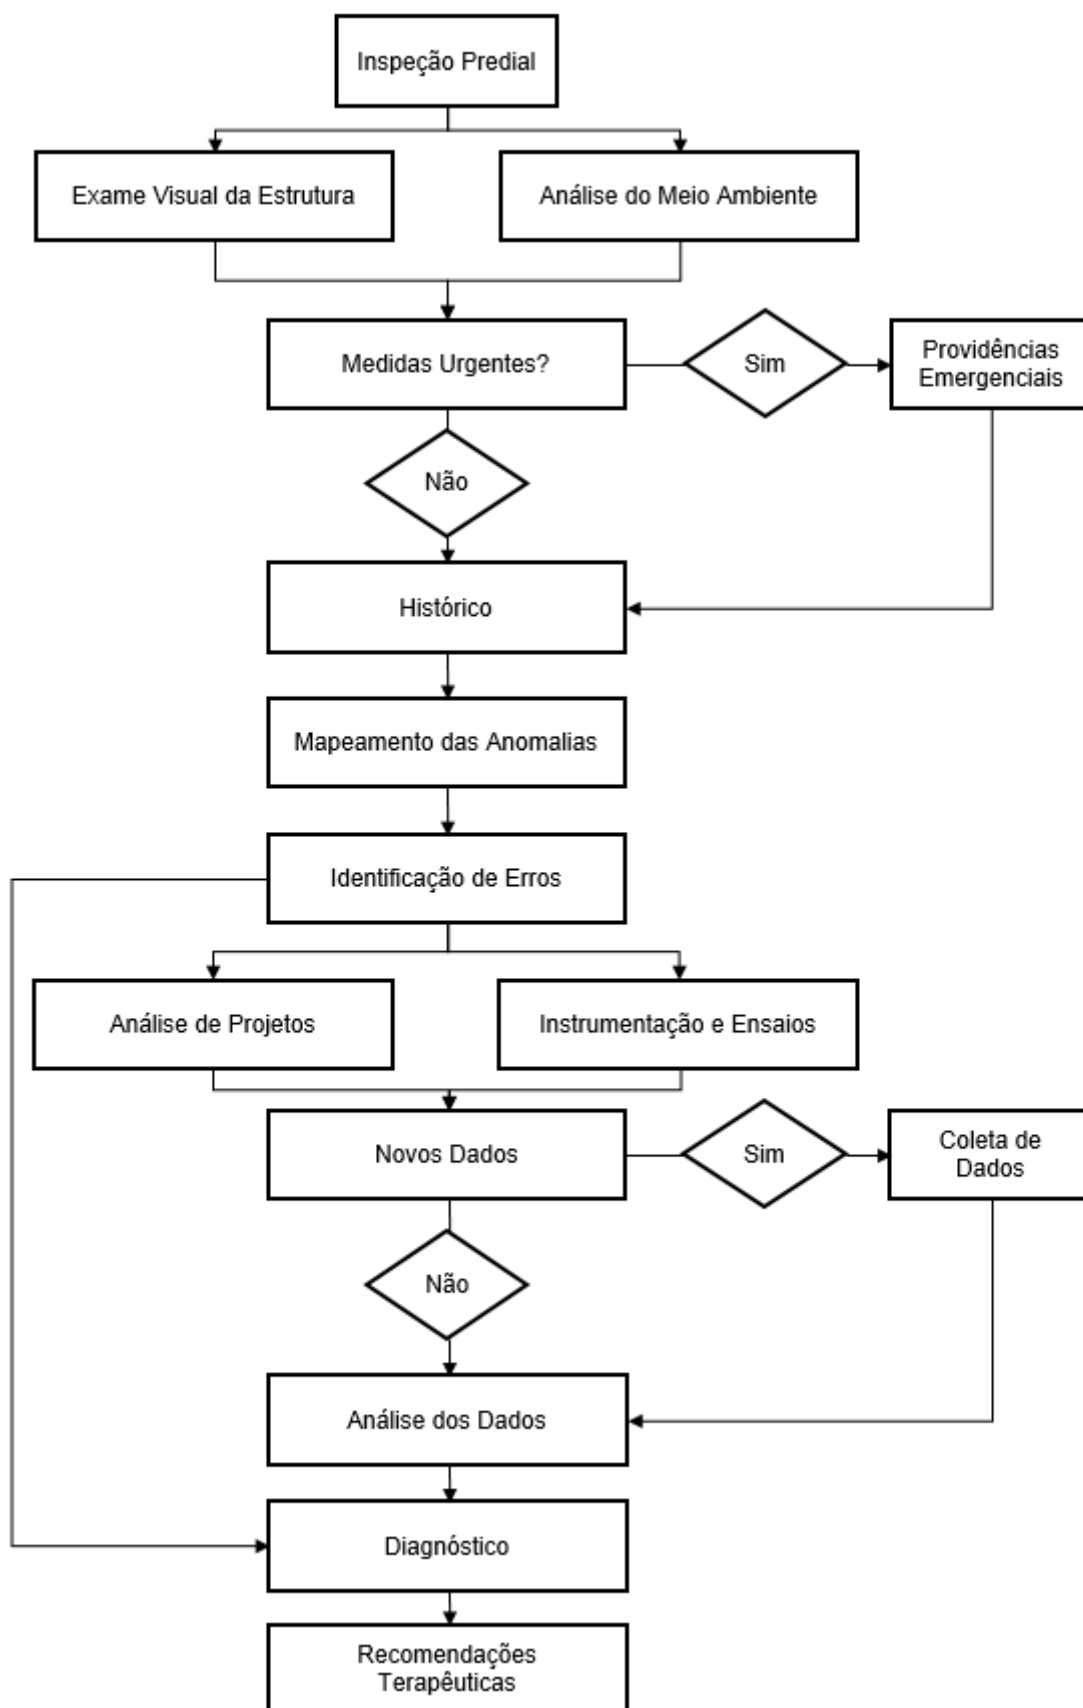 Inspeção Predial
Exame Visual da Estrutura
Análise do Meio Ambiente
Medidas Urgentes?
Sim
Providências
Emergenciais
Não
Histórico
Mapeamento das Anomalias
Identificação de Erros
Análise de Projetos
Instrumentação e Ensaios
Novos Dados
Sim
Coleta de
Dados
Não
Análise dos Dados
Diagnóstico
Recomendações
Terapêuticas